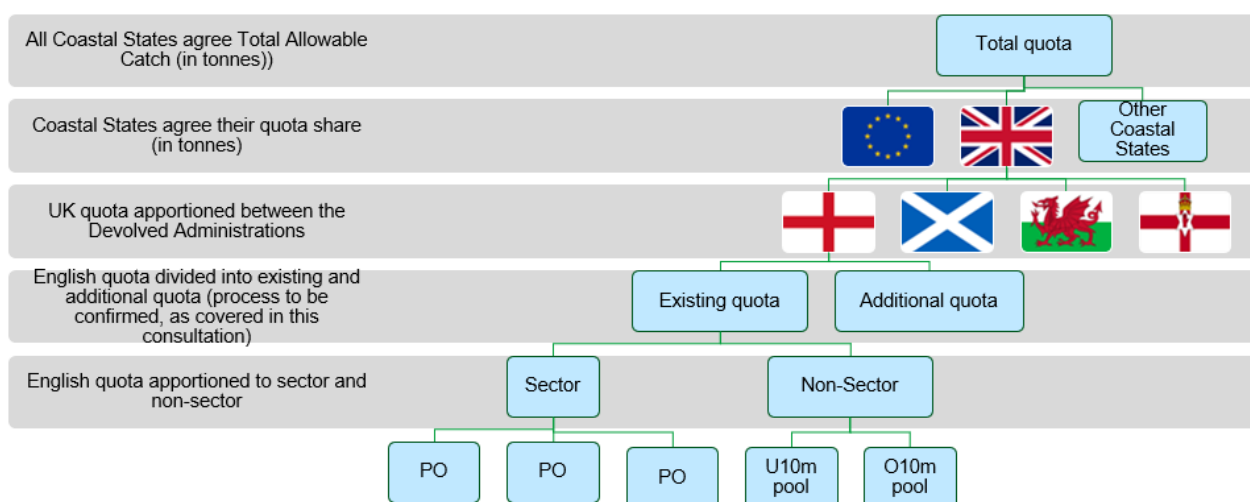 All Coastal States agree Total Allowable
Catch (in tonnes))
Total quota
Coastal States agree their quota share
(in tonnes)
Other
Coastal
States
UK quota apportioned between the
Devolved Administrations
English quota divided into existing and
additional quota (process to be
confirmed, as covered in this
consultation)
Existing quota
Additional quota
English quota apportioned to sector and
non-sector
Sector
Non-Sector
PO
PO
PO
U10m
pool
O10m
pool